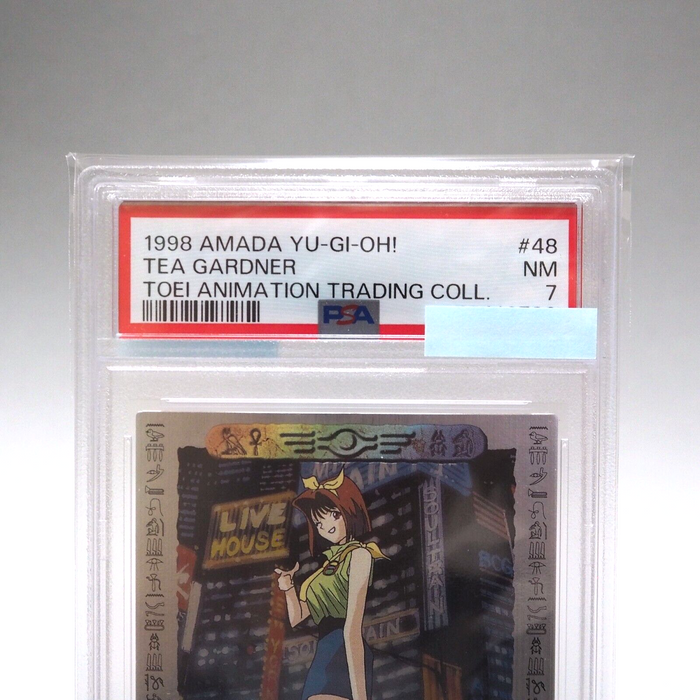 1998 AMADA YU-GI-OH!
#48
TEA GARDNER
NM
TOEI ANIMATION TRADING COLL.
7
PSA
LIVE
HOUSE